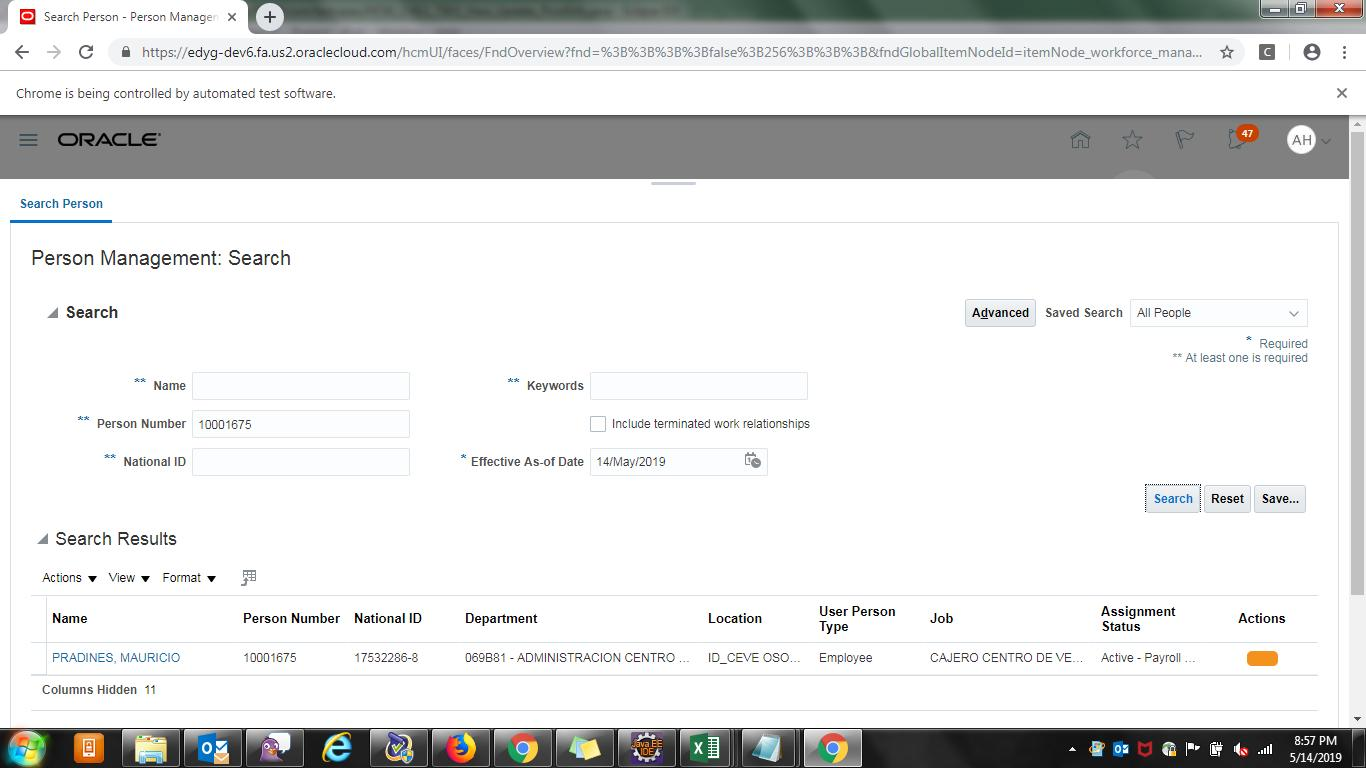 Search Person - Person Managen
https://edyg-dev6.fa.us2.oraclecloud.com/hcmUI/faces/FndOverview?fnd=%3B%3B%3B%3Bfalse%3B256%3B%3B%3B&fndGlobalItemNodeId=itemNode_workforce_mana...
Chrome is being controlled by automated test software.
ORACLE
47
AH
Search Person
Person Management: Search
Search
Advanced Saved Search All People
* Required
** At least one is required
** Name
** Keywords
** Person Number 10001675
Include terminated work relationships
** National ID
* Effective As-of Date 14/May/2019
Search Reset Save...
Search Results
Actions View Format
Name Person Number National ID Department Location User Person Type Job Assignment Status Actions
PRADINES, MAURICIO 10001675 17532286-8 069B81 - ADMINISTRACION CENTRO ... ID_CEVE OSO... Employee CAJERO CENTRO DE VE... Active - Payroll ...
Columns Hidden 11
8:57 PM
5/14/2019